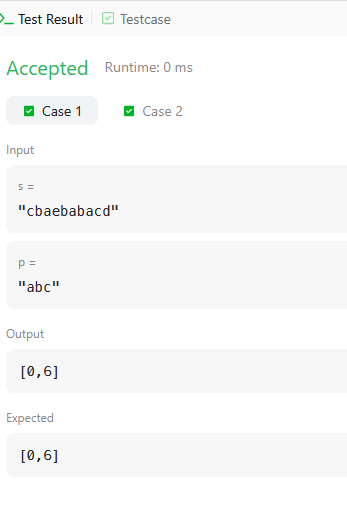 Test Result Testcase
Accepted Runtime: 0 ms
Case 1 Case 2
Input
s =
"cbaebabacd"
p =
"abc"
Output
[0,6]
Expected
[0,6]